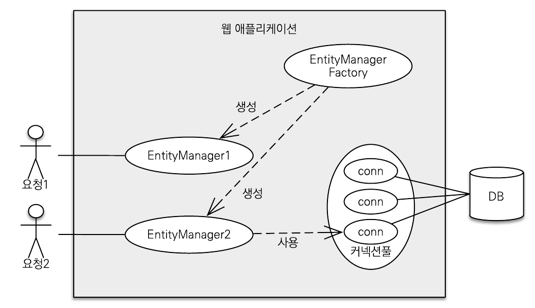 웹 애플리케이션
EntityManager
Factory
생성
EntityManager1
요청1
생성
conn
conn
conn
DB
EntityManager2
사용
커넥션풀
요청2